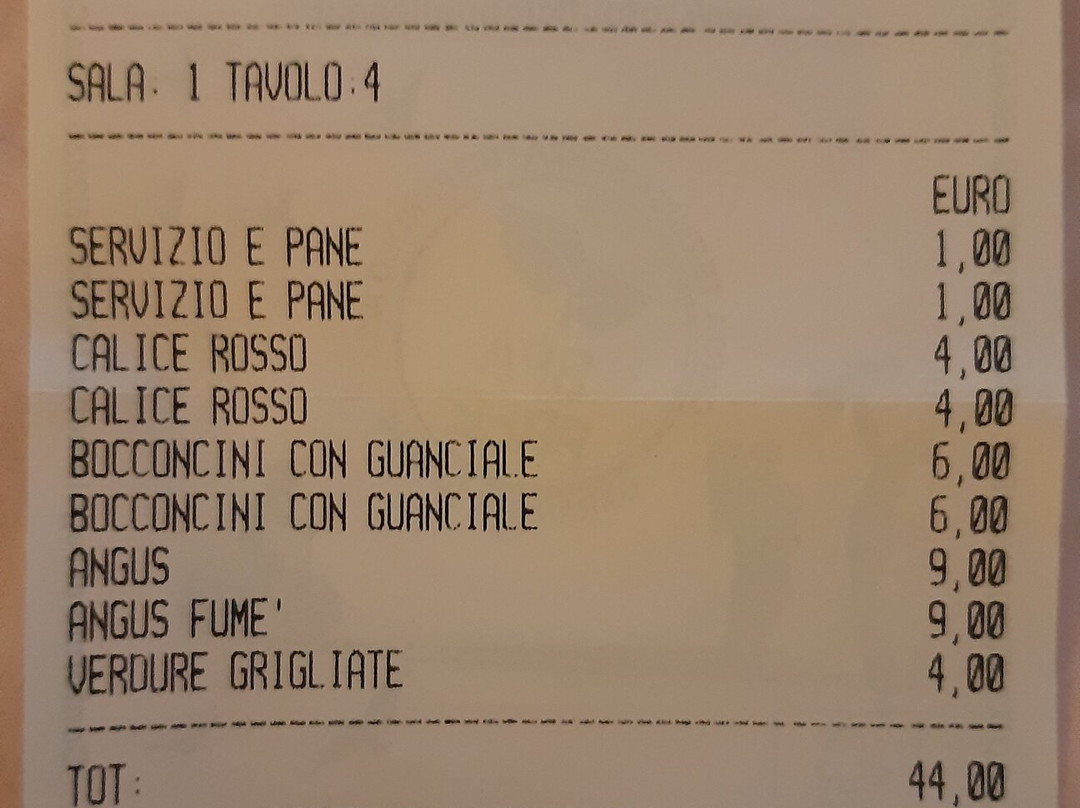 SALA: 1 TAVOLO:4
EURO
SERVIZIO E PANE 1,00
SERVIZIO E PANE 1,00
CALICE ROSSO 4,00
CALICE ROSSO 4,00
BOCCONCINI CON GUANCIALE 6,00
BOCCONCINI CON GUANCIALE 6,00
ANGUS 9,00
ANGUS FUME' 9,00
VERDURE GRIGLIATE 4,00
TOT: 44,00